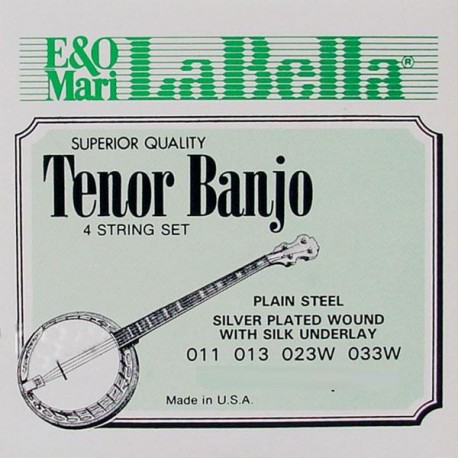 E&O
Mari LaBella®
SUPERIOR QUALITY
Tenor Banjo
4 STRING SET
PLAIN STEEL
SILVER PLATED WOUND
WITH SILK UNDERLAY
011 013 023W 033W
Made in U.S.A.